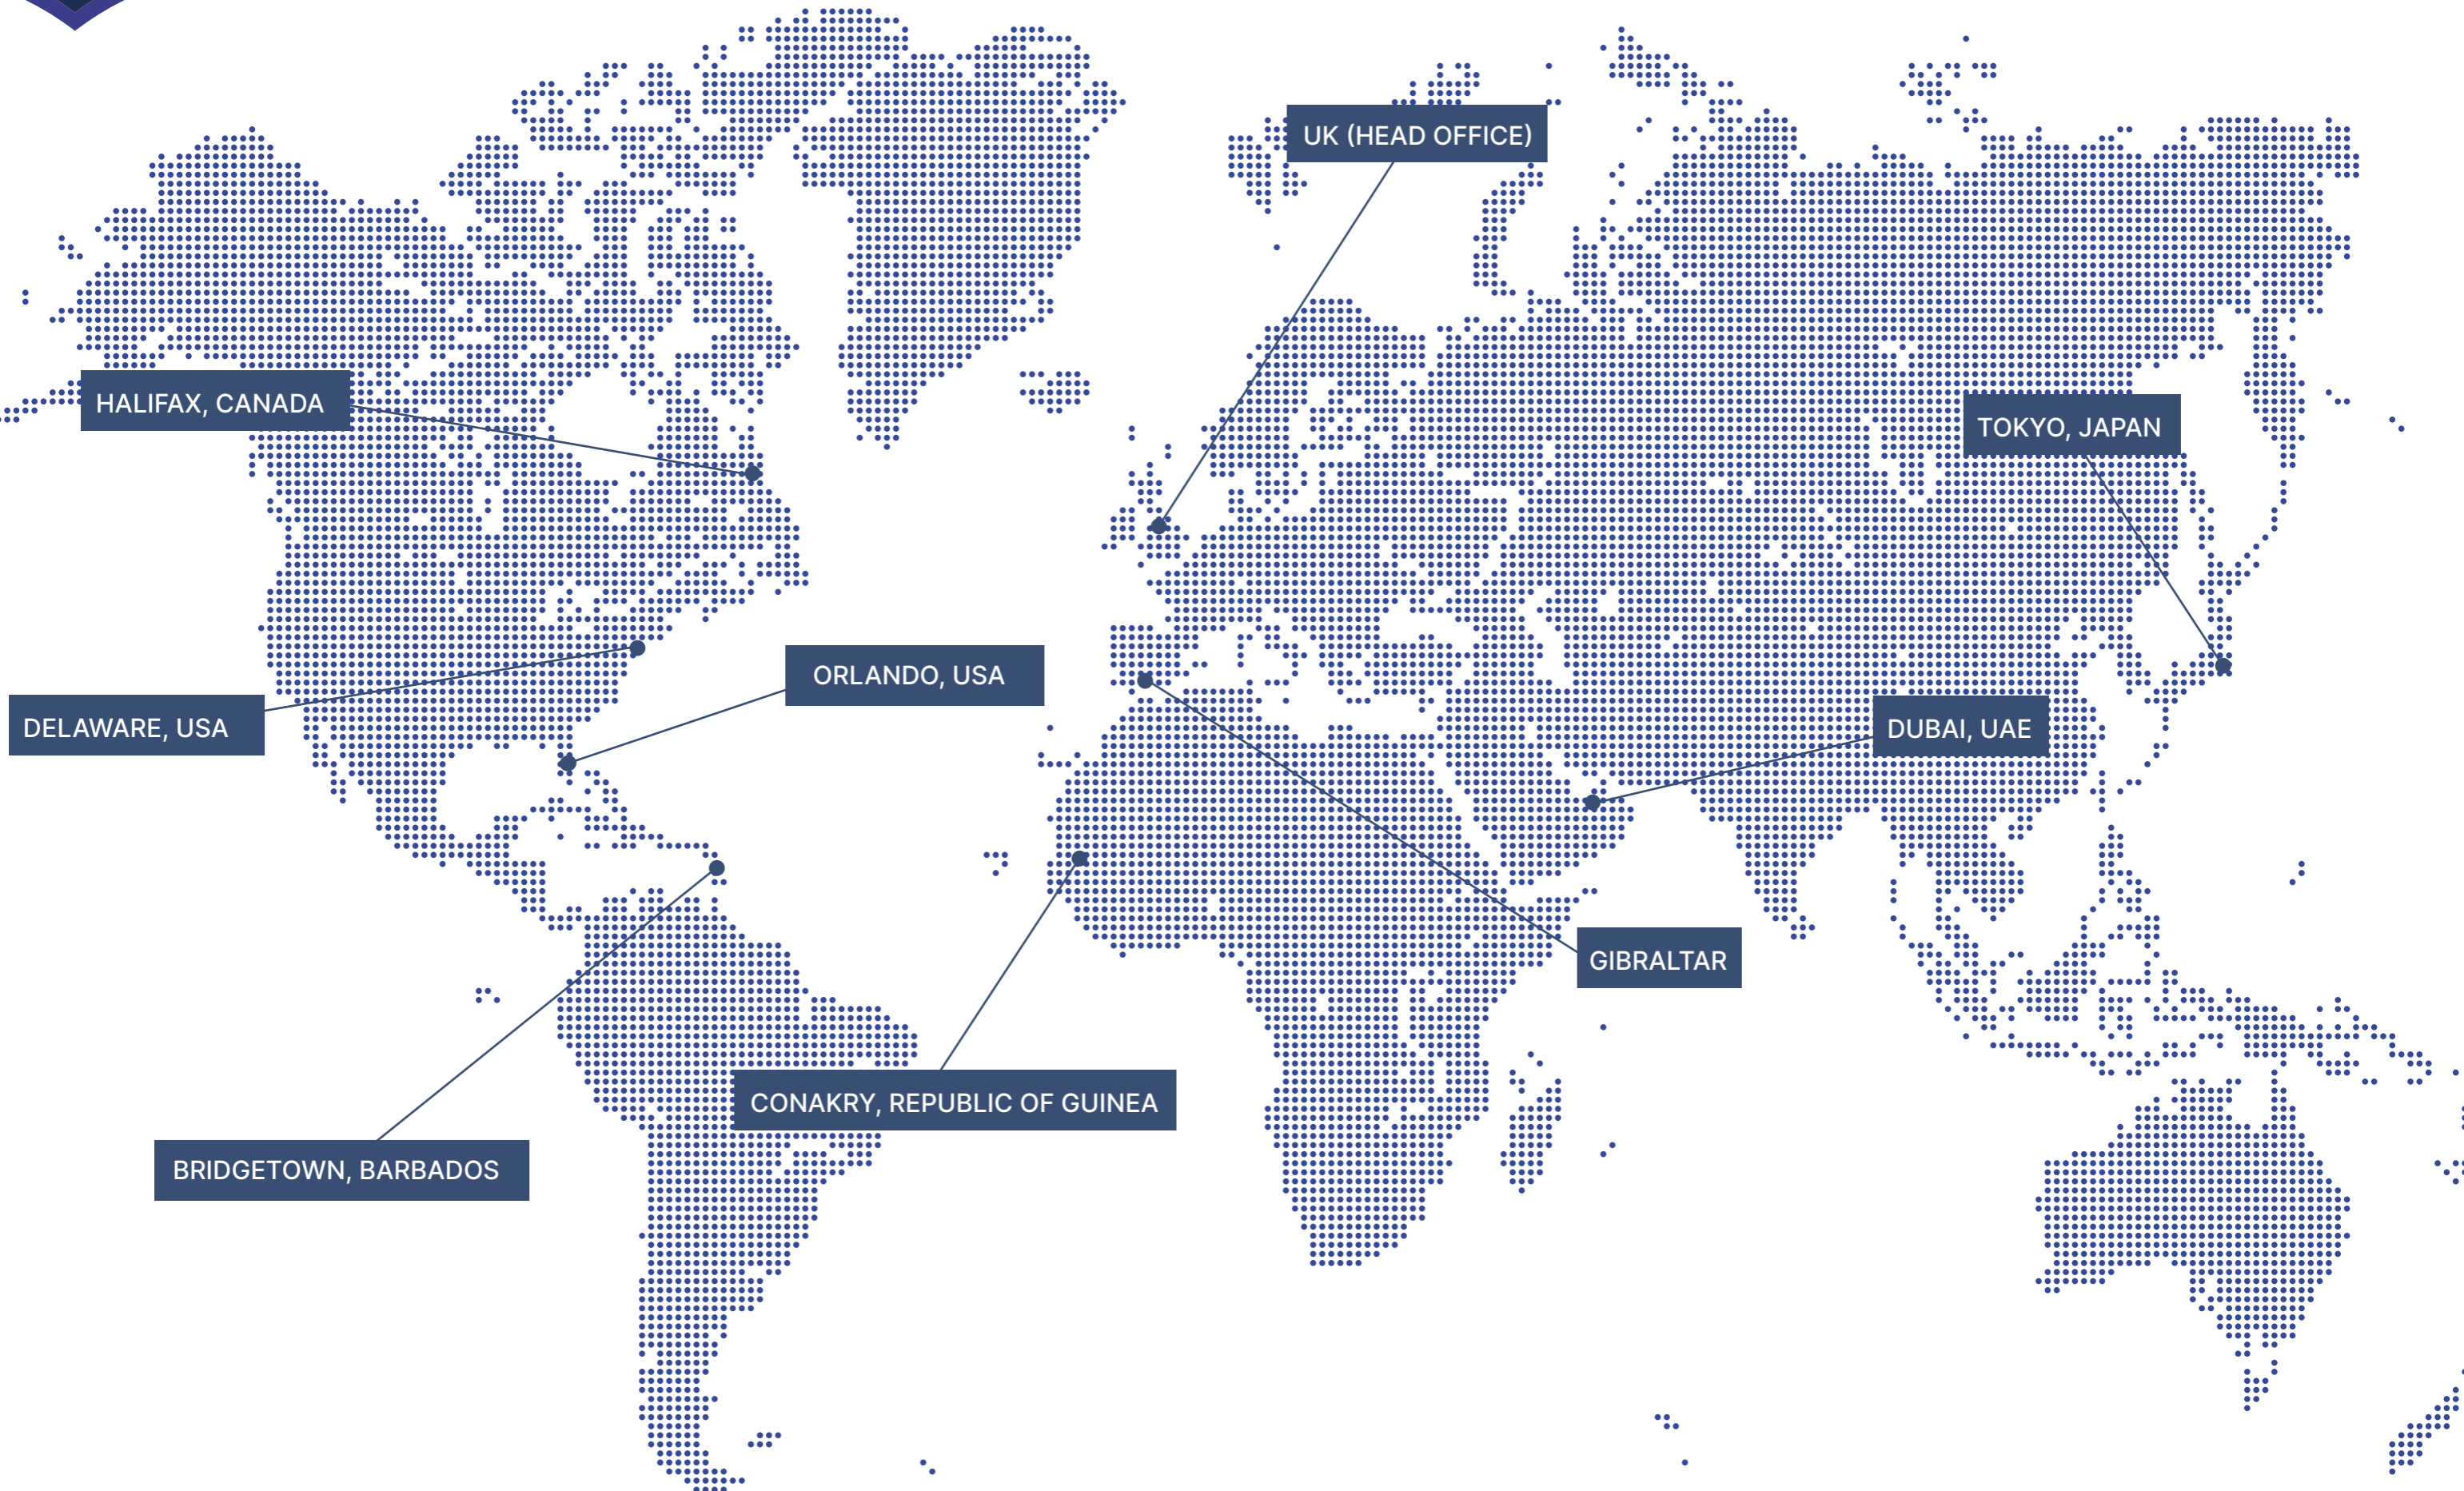 UK (HEAD OFFICE)
HALIFAX, CANADA
TOKYO, JAPAN
ORLANDO, USA
DELAWARE, USA
DUBAI, UAE
GIBRALTAR
CONAKRY, REPUBLIC OF GUINEA
BRIDGETOWN, BARBADOS